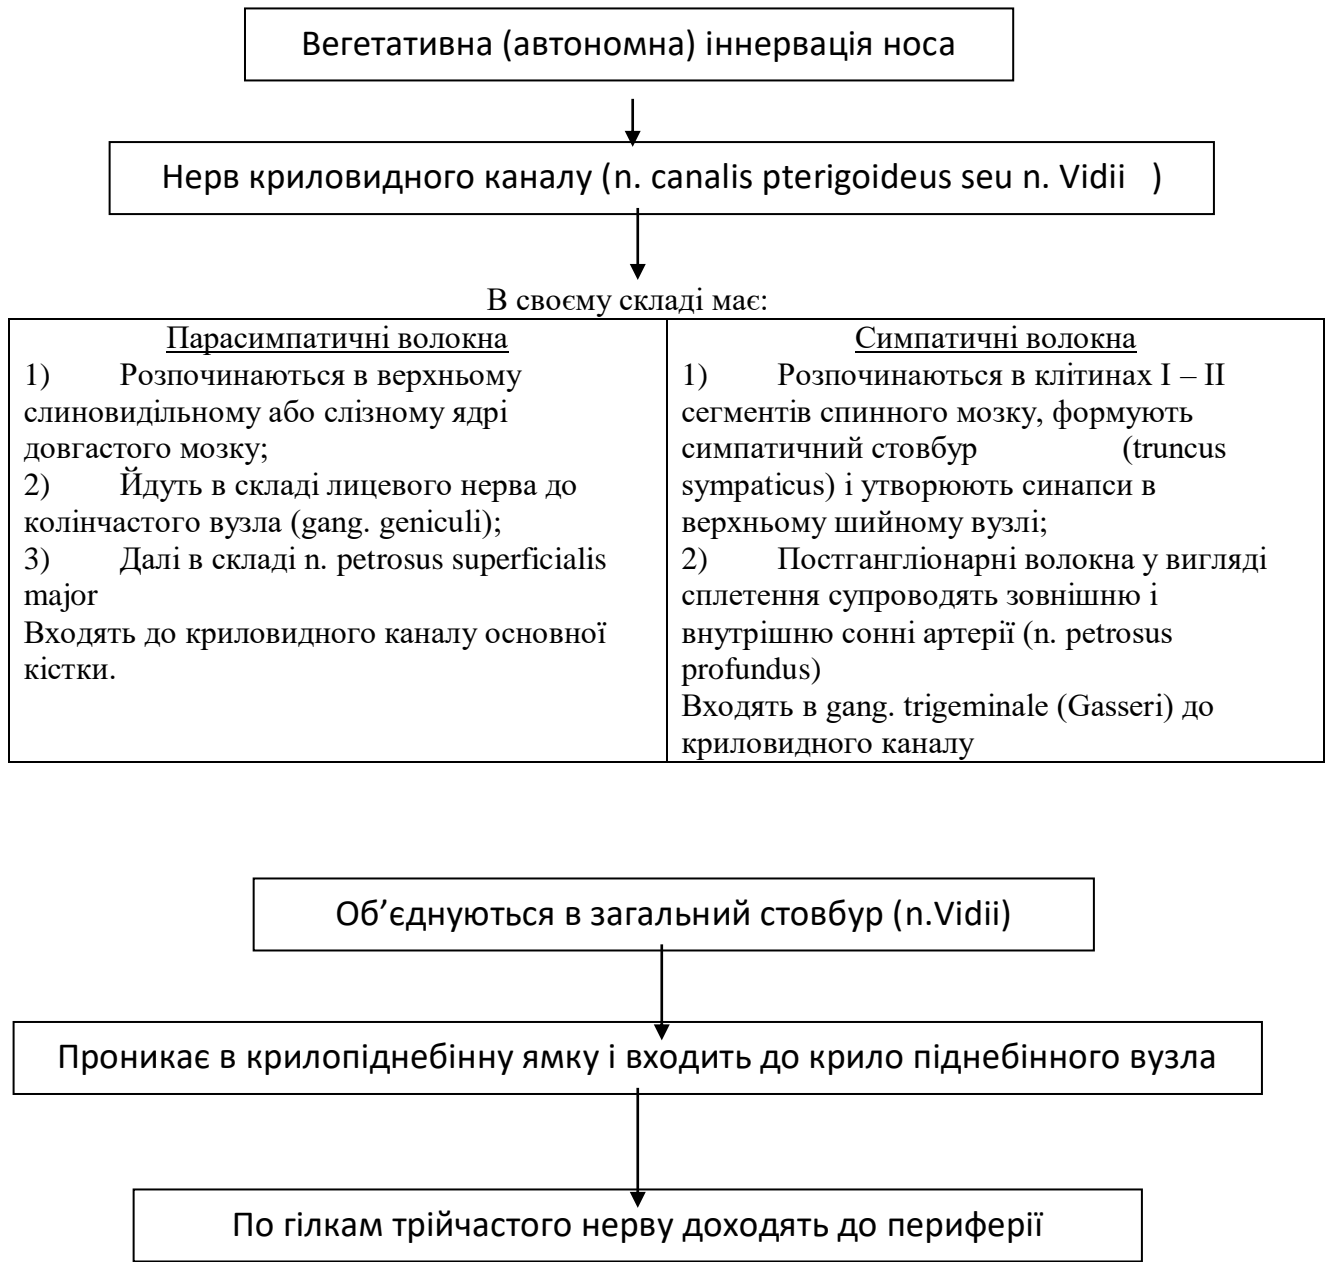 Вегетативна (автономна) іннервація носа
Нерв криловидного каналу (n. canalis pterigoideus seu n. Vidii )
В своєму складі має:
Парасимпатичні волокна
1) Розпочинаються в верхньому
слиновидільному або слізному ядрі
довгастого мозку;
2) Йдуть в складі лицевого нерва до
колінчастого вузла (gang. geniculi);
3) Далі в складі n. petrosus superficialis
major
Входять до криловидного каналу основної
кістки.
Симпатичні волокна
1) Розпочинаються в клітинах I – II
сегментів спинного мозку, формують
симпатичний стовбур (truncus
sympaticus) і утворюють синапси в
верхньому шийному вузлі;
2) Постгангліонарні волокна у вигляді
сплетення супроводять зовнішню і
внутрішню сонні артерії (n. petrosus
profundus)
Входять в gang. trigeminale (Gasseri) до
криловидного каналу
Об’єднуються в загальний стовбур (n.Vidii)
Проникає в крилопіднебінну ямку і входить до крило піднебінного вузла
По гілкам трійчастого нерву доходять до периферії